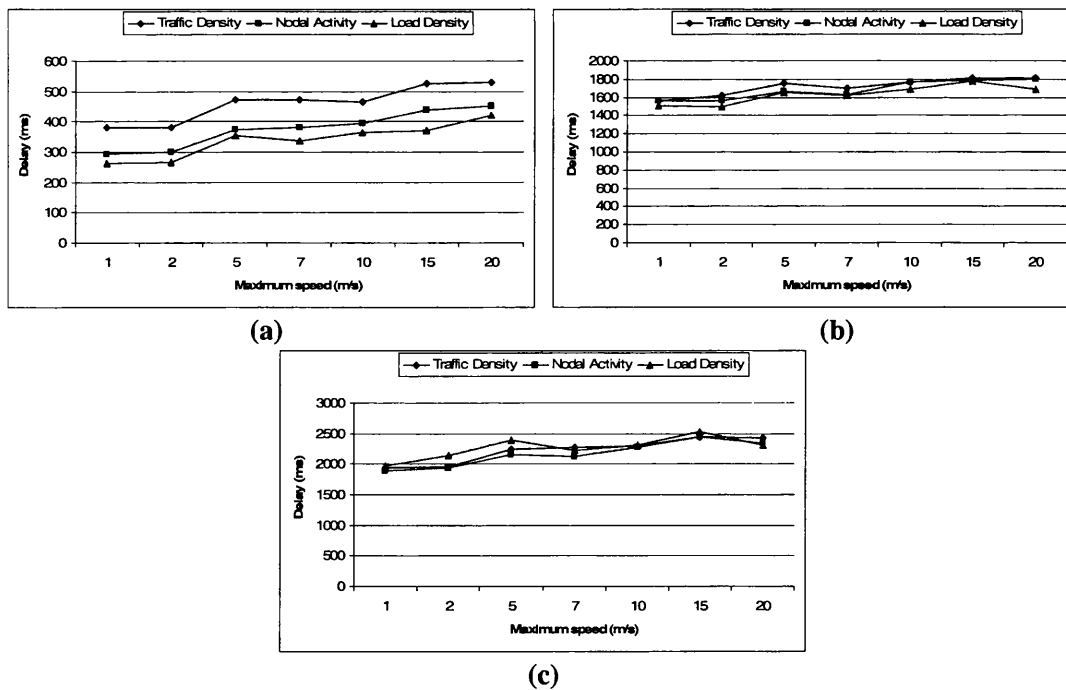 Traffic Density Nodal Activity Load Density
600
500
400
300
200
100
0
Delay (ms)
1 2 5 7 10 15 20
Maximum speed (m/s)
(a)
Traffic Density Nodal Activity Load Density
2000
1800
1600
1400
1200
1000
800
600
400
200
0
Delay (ms)
1 2 5 7 10 15 20
Maximum speed (m/s)
(b)
Traffic Density Nodal Activity Load Density
3000
2500
2000
1500
1000
500
0
Delay (ms)
1 2 5 7 10 15 20
Maximum speed (m/s)
(c)